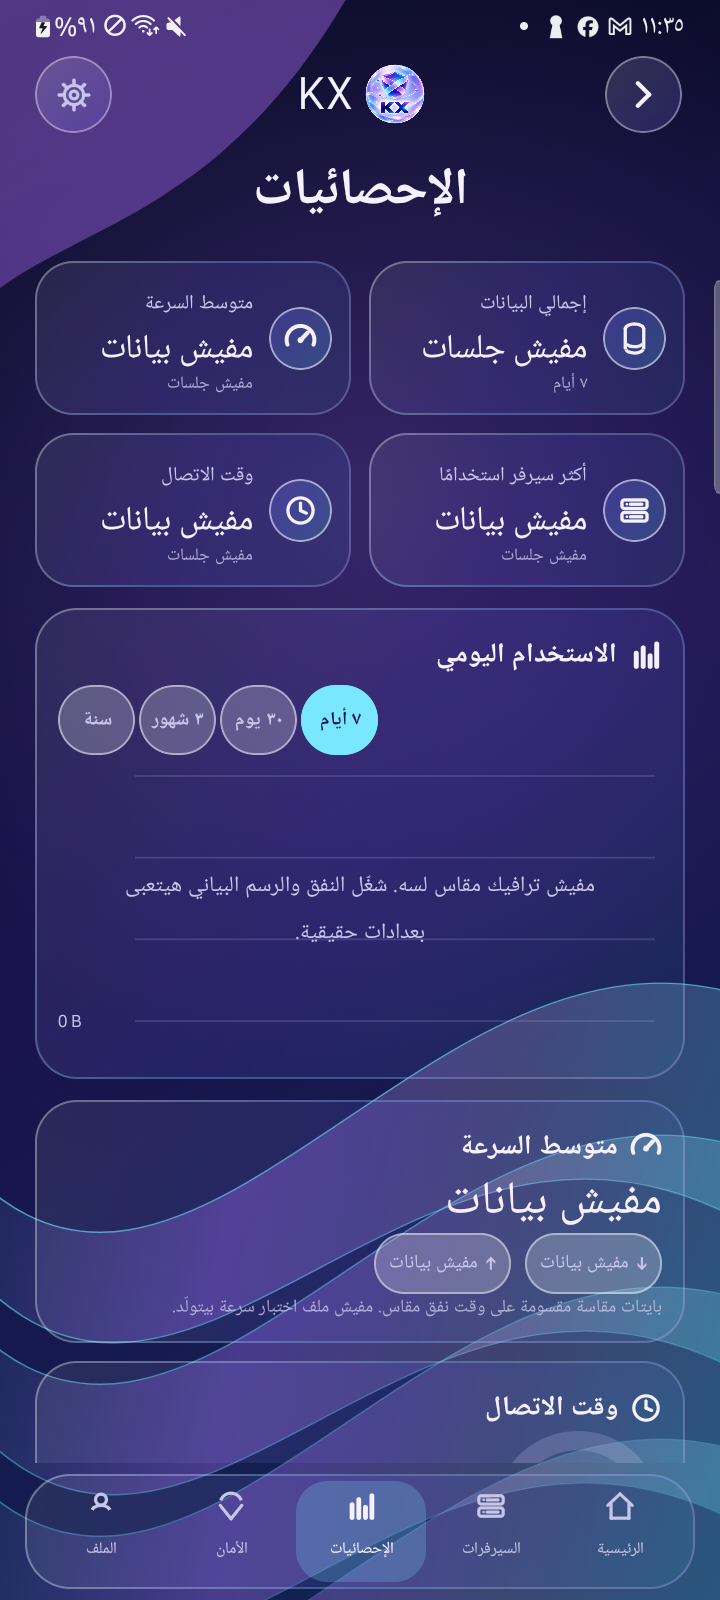 ١١:٣٥
%٩١
KX
KX
الإحصائيات
إجمالي البيانات
مفيش جلسات
٧ أيام
متوسط السرعة
مفيش بيانات
مفيش جلسات
أكثر سيرفر استخدامًا
مفيش بيانات
مفيش جلسات
وقت الاتصال
مفيش بيانات
مفيش جلسات
الاستخدام اليومي
٧ أيام
٣٠ يوم
٣ شهور
سنة
مفيش ترافيك مقاس لسه. شغّل النفق والرسم البياني هيتعبى
بعدادات حقيقية.
0 B
متوسط السرعة
مفيش بيانات
↓ مفيش بيانات
↑ مفيش بيانات
بايتات مقاسة مقسومة على وقت نفق مقاس. مفيش ملف اختبار سرعة بيتولّد.
وقت الاتصال
الرئيسية
السيرفرات
الإحصائيات
الأمان
الملف